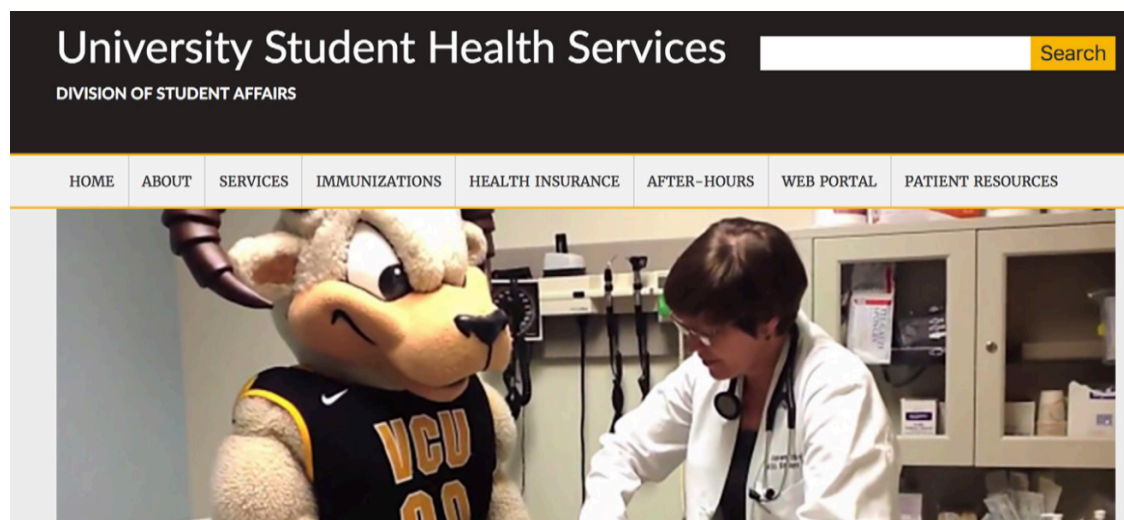 University Student Health Services
Search
DIVISION OF STUDENT AFFAIRS
HOME
ABOUT
SERVICES
IMMUNIZATIONS
HEALTH INSURANCE
AFTER-HOURS
WEB PORTAL
PATIENT RESOURCES
VCU